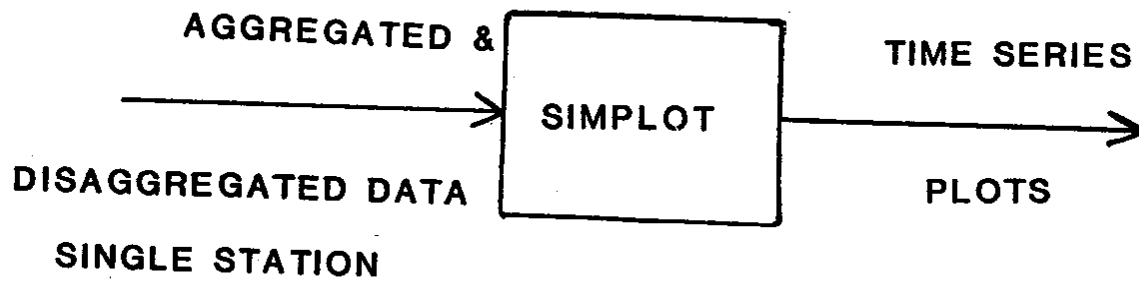 AGGREGATED &
DISAGGREGATED DATA
SINGLE STATION
SIMPLOT
TIME SERIES
PLOTS